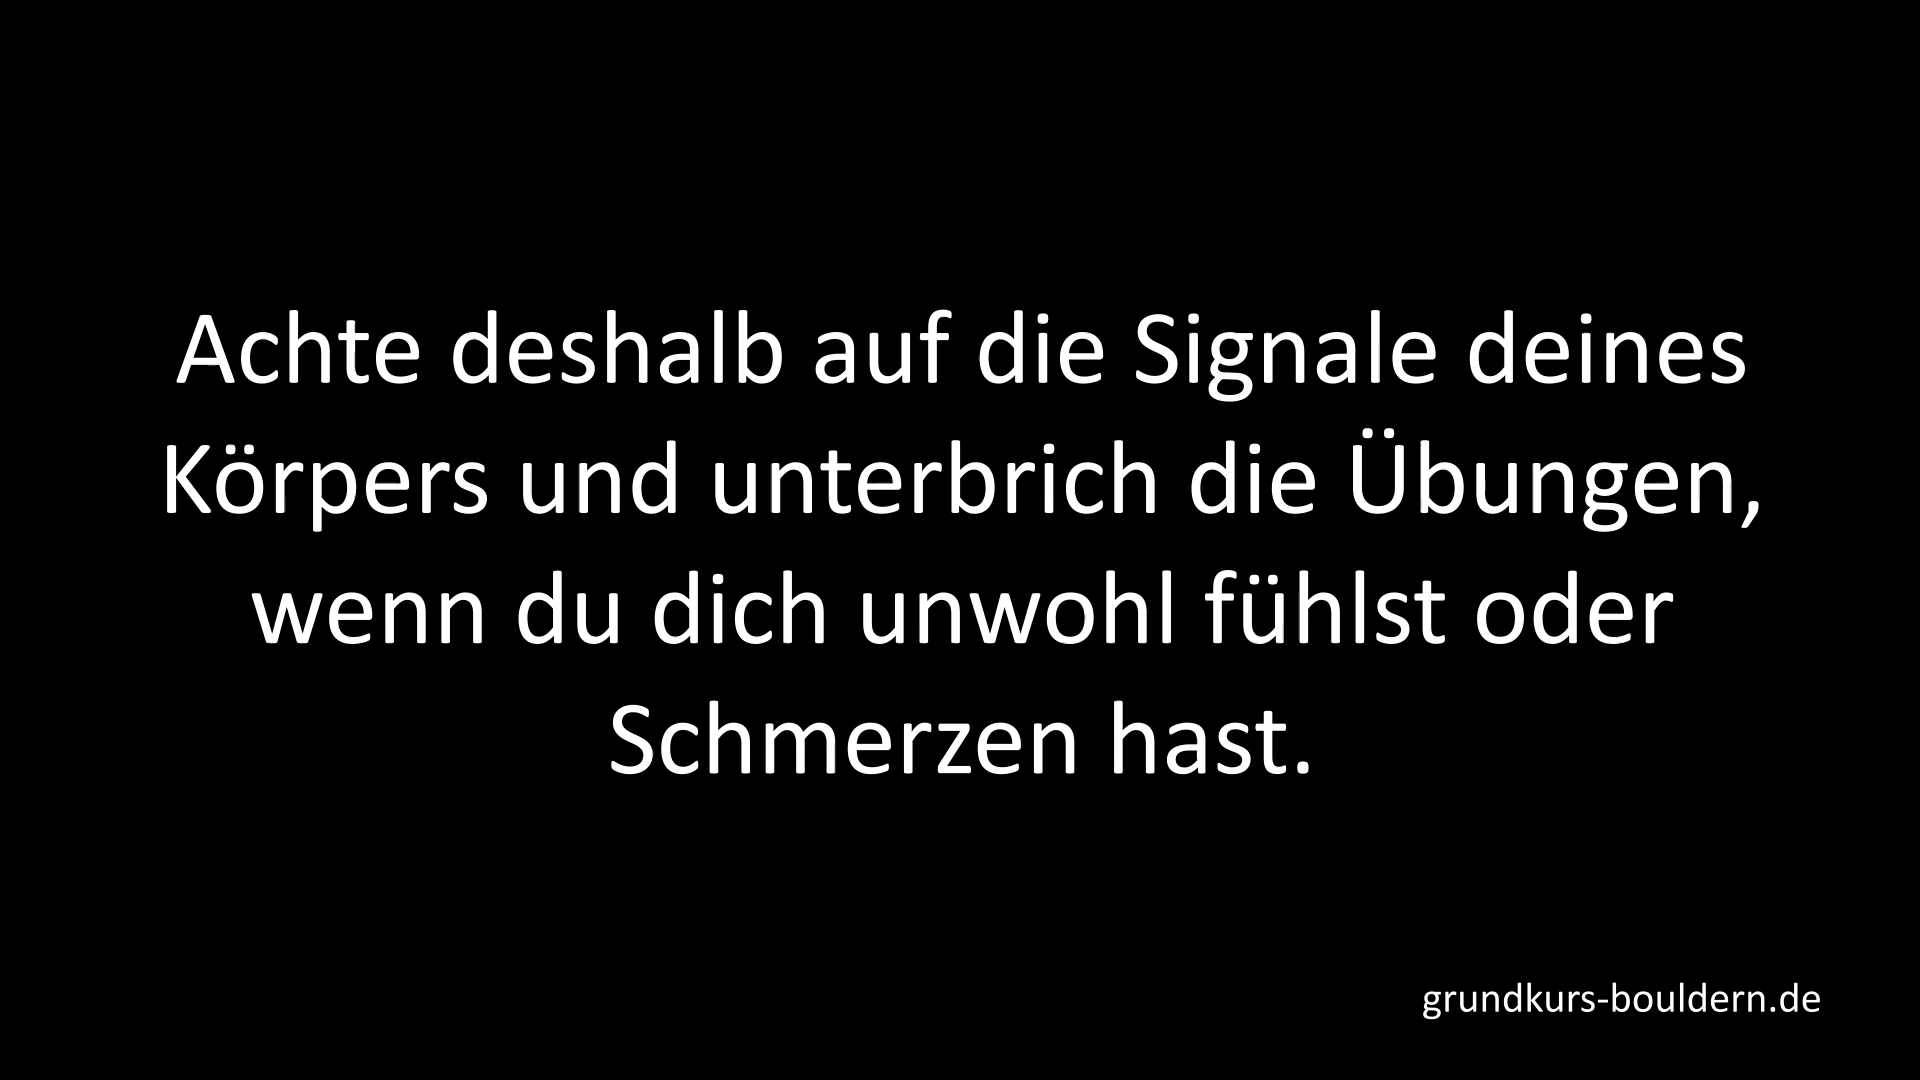 Achte deshalb auf die Signale deines
Körpers und unterbrich die Übungen,
wenn du dich unwohl fühlst oder
Schmerzen hast.
grundkurs-bouldern.de